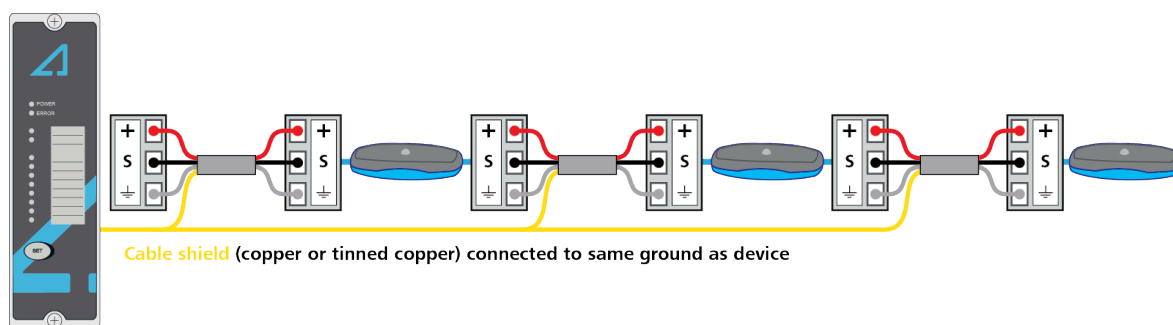 POWER
ERROR
SET
+
S
+
S
+
S
+
S
+
S
+
S
Cable shield (copper or tinned copper) connected to same ground as device